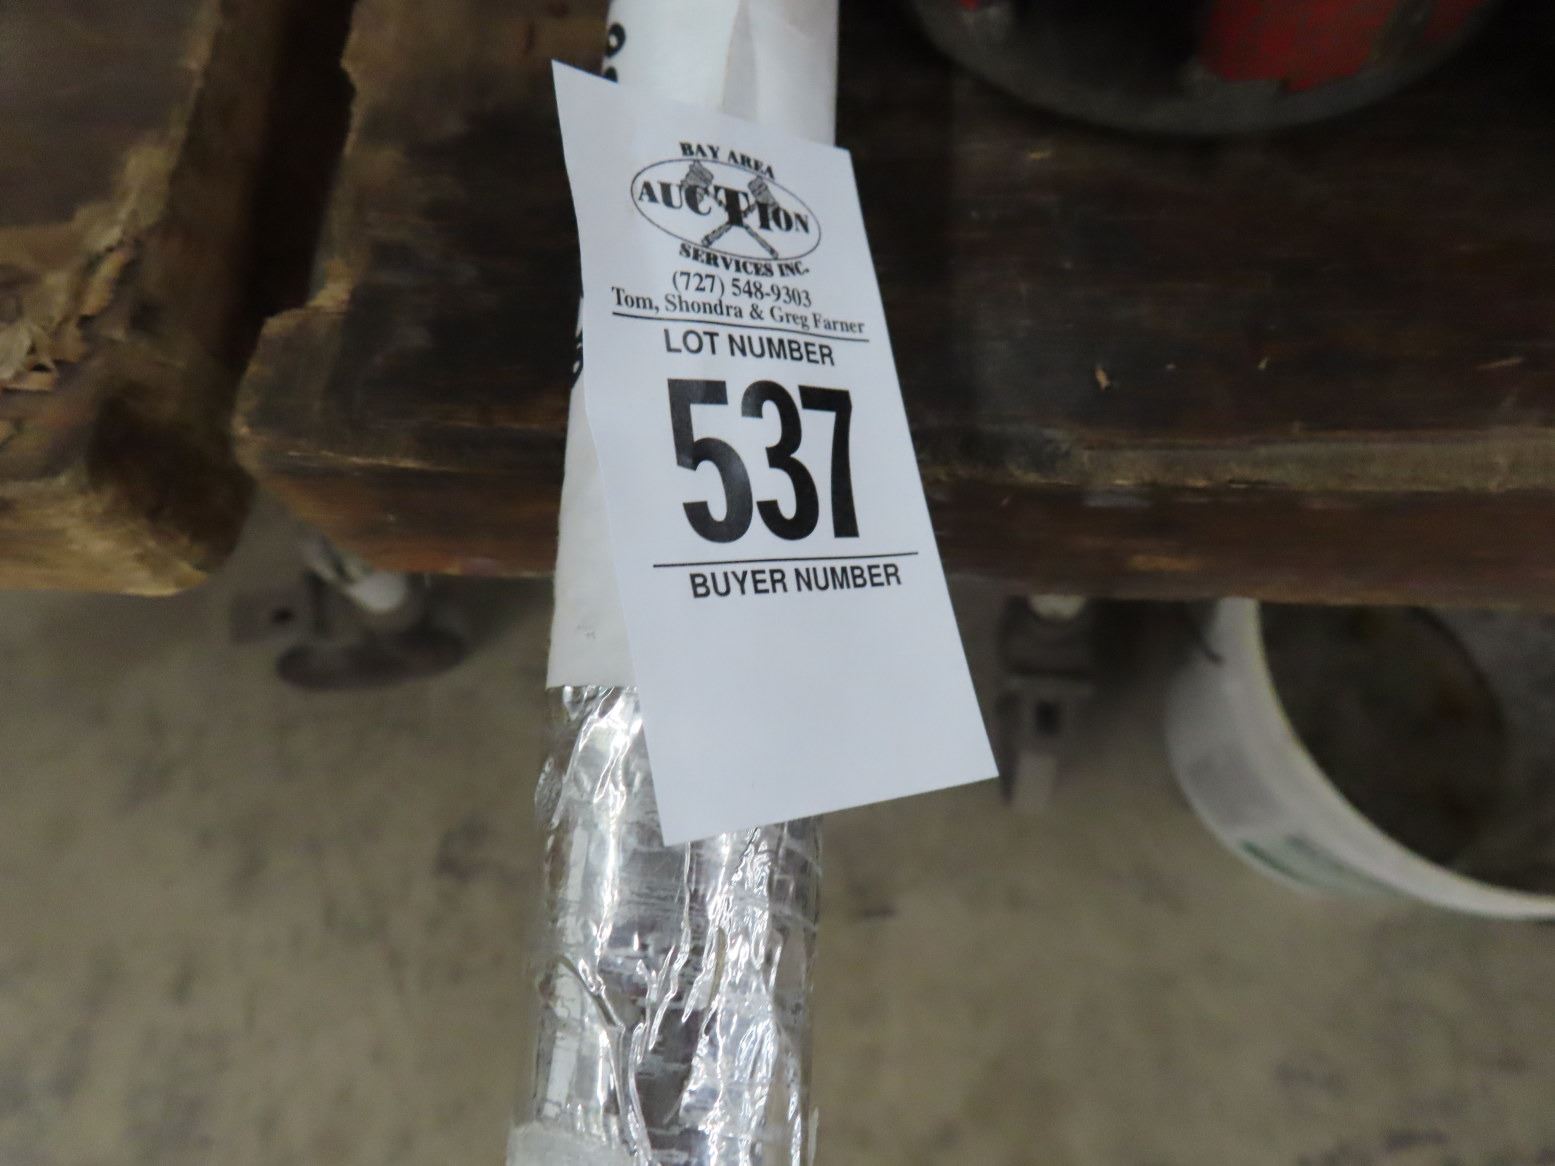 BAY AREA
AUCTION
SERVICES INC.
(727) 548-9303
Tom, Shondra & Greg Farner
LOT NUMBER
537
BUYER NUMBER